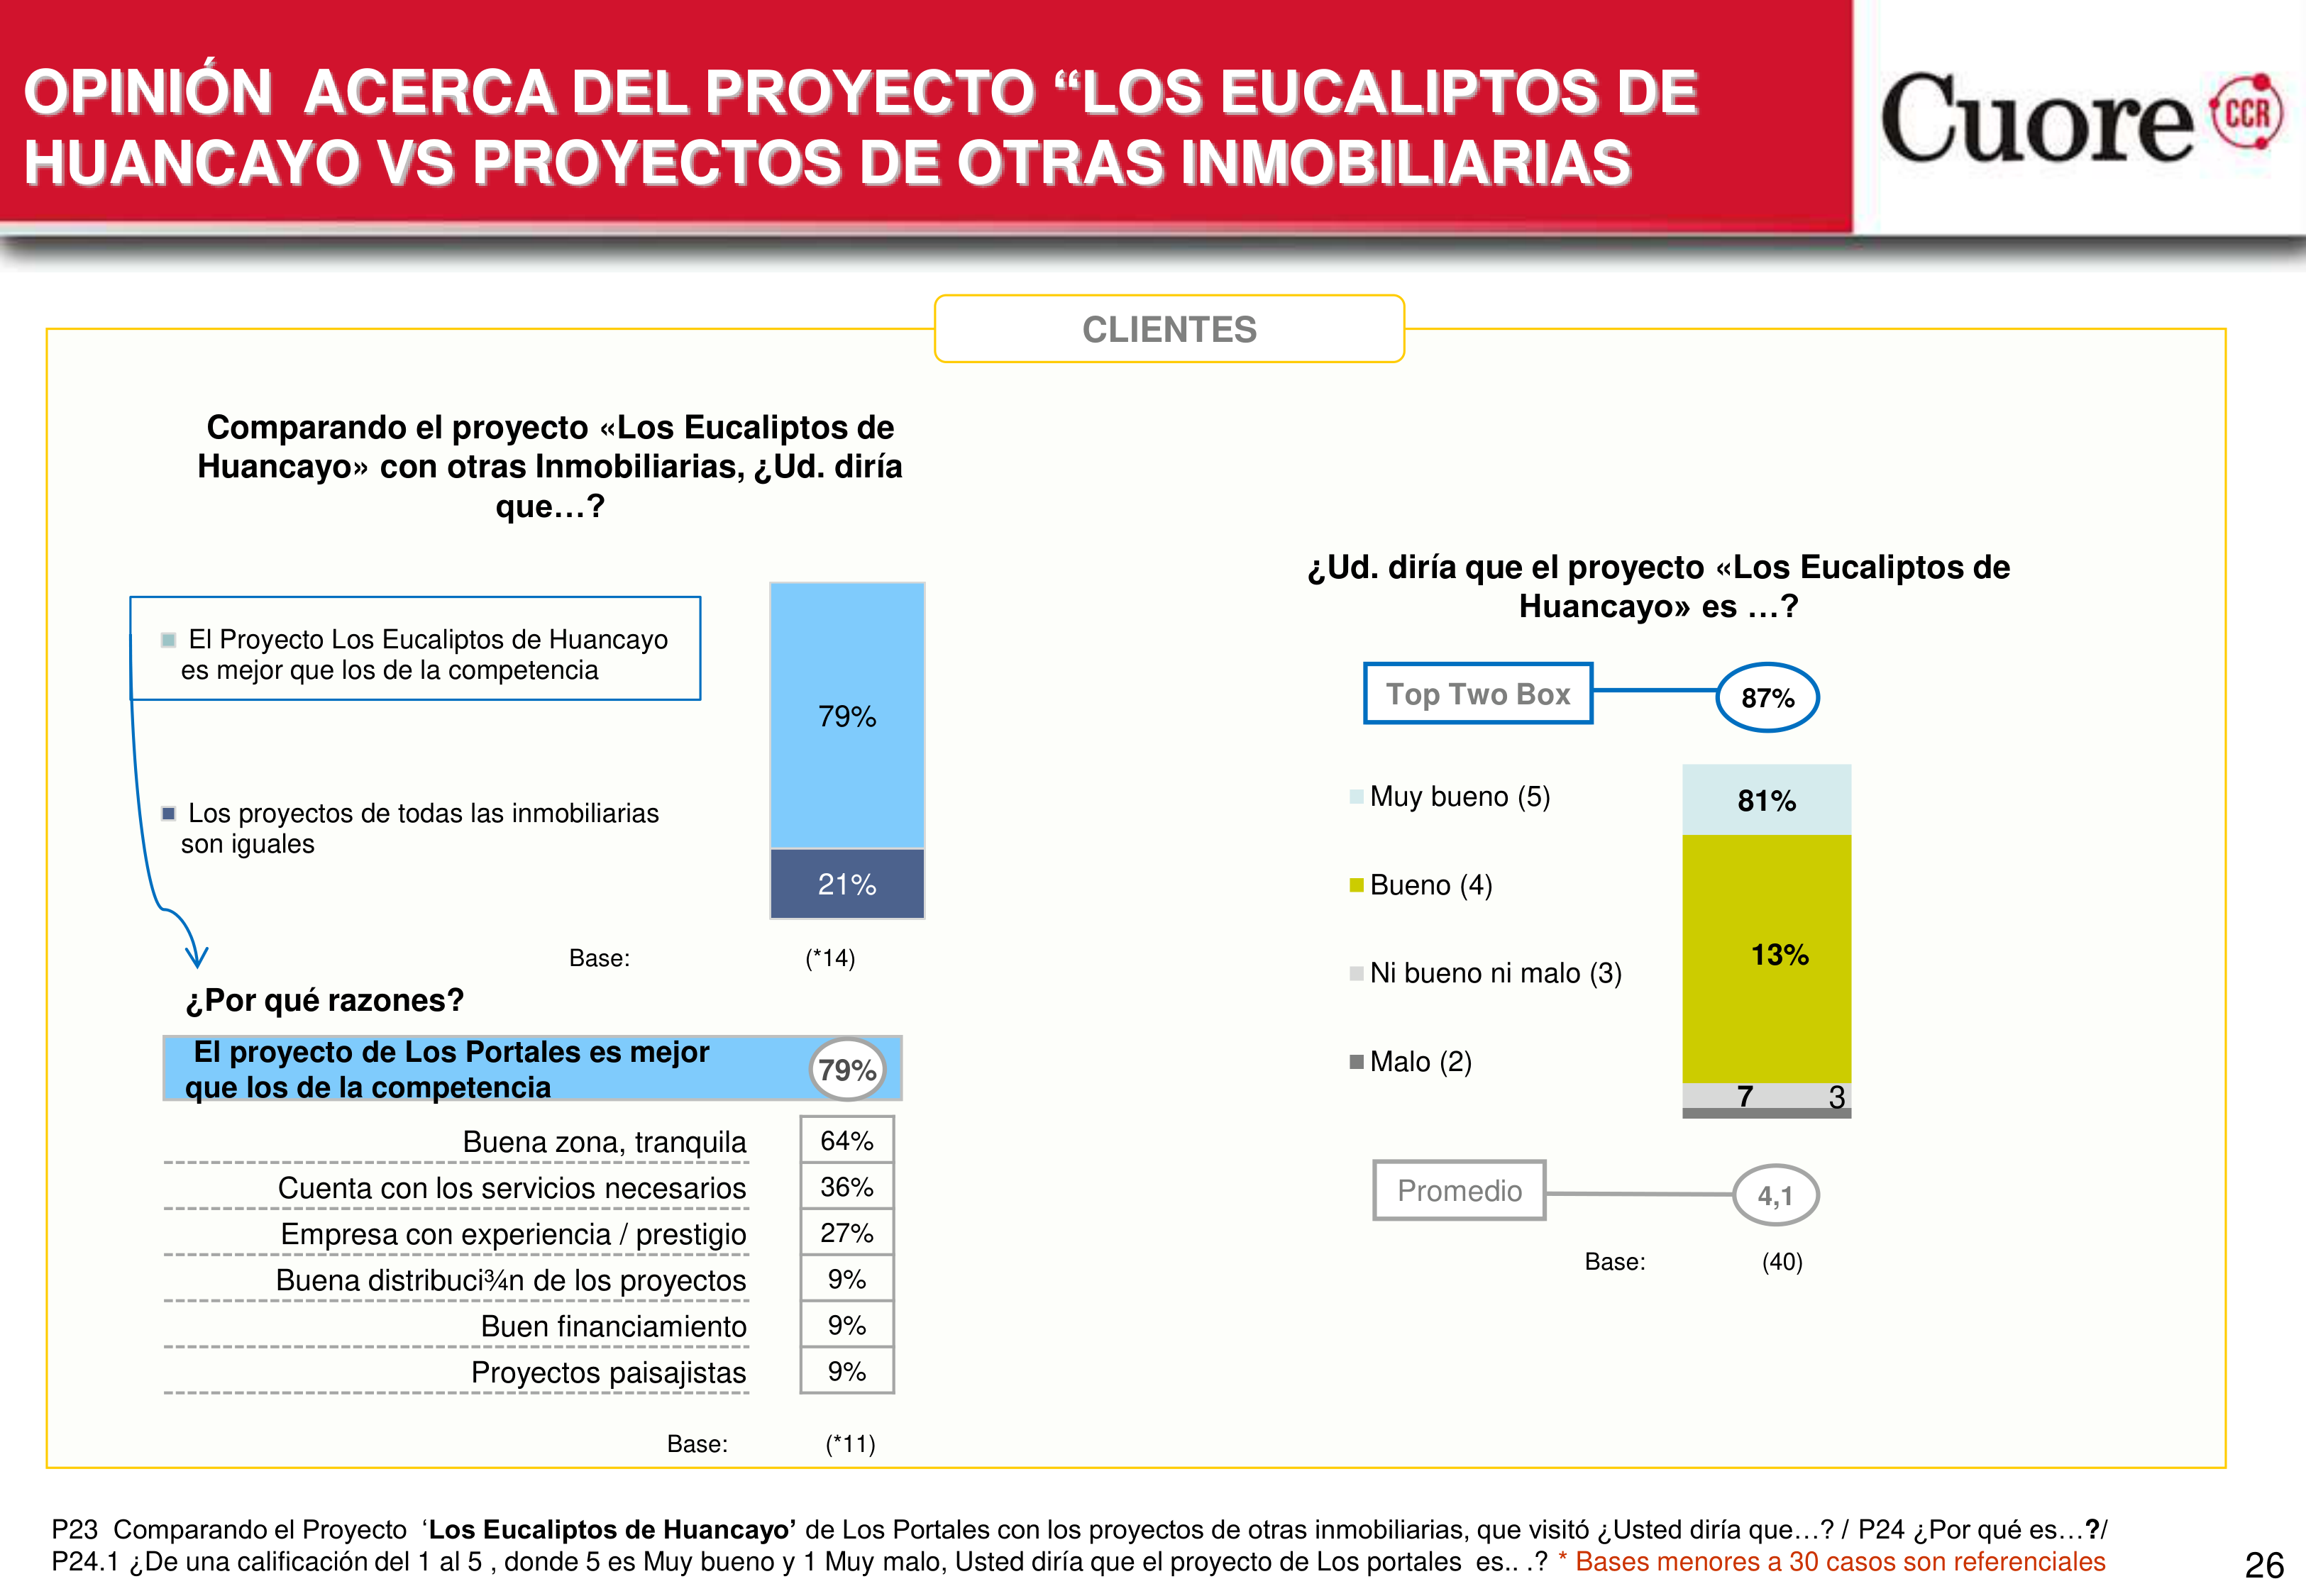 OPINIÓN ACERCA DEL PROYECTO “LOS EUCALIPTOS DE
HUANCAYO VS PROYECTOS DE OTRAS INMOBILIARIAS
Cuore CCR
CLIENTES
Comparando el proyecto «Los Eucaliptos de
Huancayo» con otras Inmobiliarias, ¿Ud. diría
que…?
El Proyecto Los Eucaliptos de Huancayo
es mejor que los de la competencia
79%
Los proyectos de todas las inmobiliarias
son iguales
21%
Base: (*14)
¿Por qué razones?
El proyecto de Los Portales es mejor
que los de la competencia
79%
Buena zona, tranquila 64%
Cuenta con los servicios necesarios 36%
Empresa con experiencia / prestigio 27%
Buena distribuci¾n de los proyectos 9%
Buen financiamiento 9%
Proyectos paisajistas 9%
Base: (*11)
¿Ud. diría que el proyecto «Los Eucaliptos de
Huancayo» es …?
Top Two Box 87%
Muy bueno (5) 81%
Bueno (4)
13%
Ni bueno ni malo (3)
Malo (2)
7 3
Promedio 4,1
Base: (40)
P23 Comparando el Proyecto ‘Los Eucaliptos de Huancayo’ de Los Portales con los proyectos de otras inmobiliarias, que visitó ¿Usted diría que…? / P24 ¿Por qué es…?/
P24.1 ¿De una calificación del 1 al 5 , donde 5 es Muy bueno y 1 Muy malo, Usted diría que el proyecto de Los portales es.. .? * Bases menores a 30 casos son referenciales
26